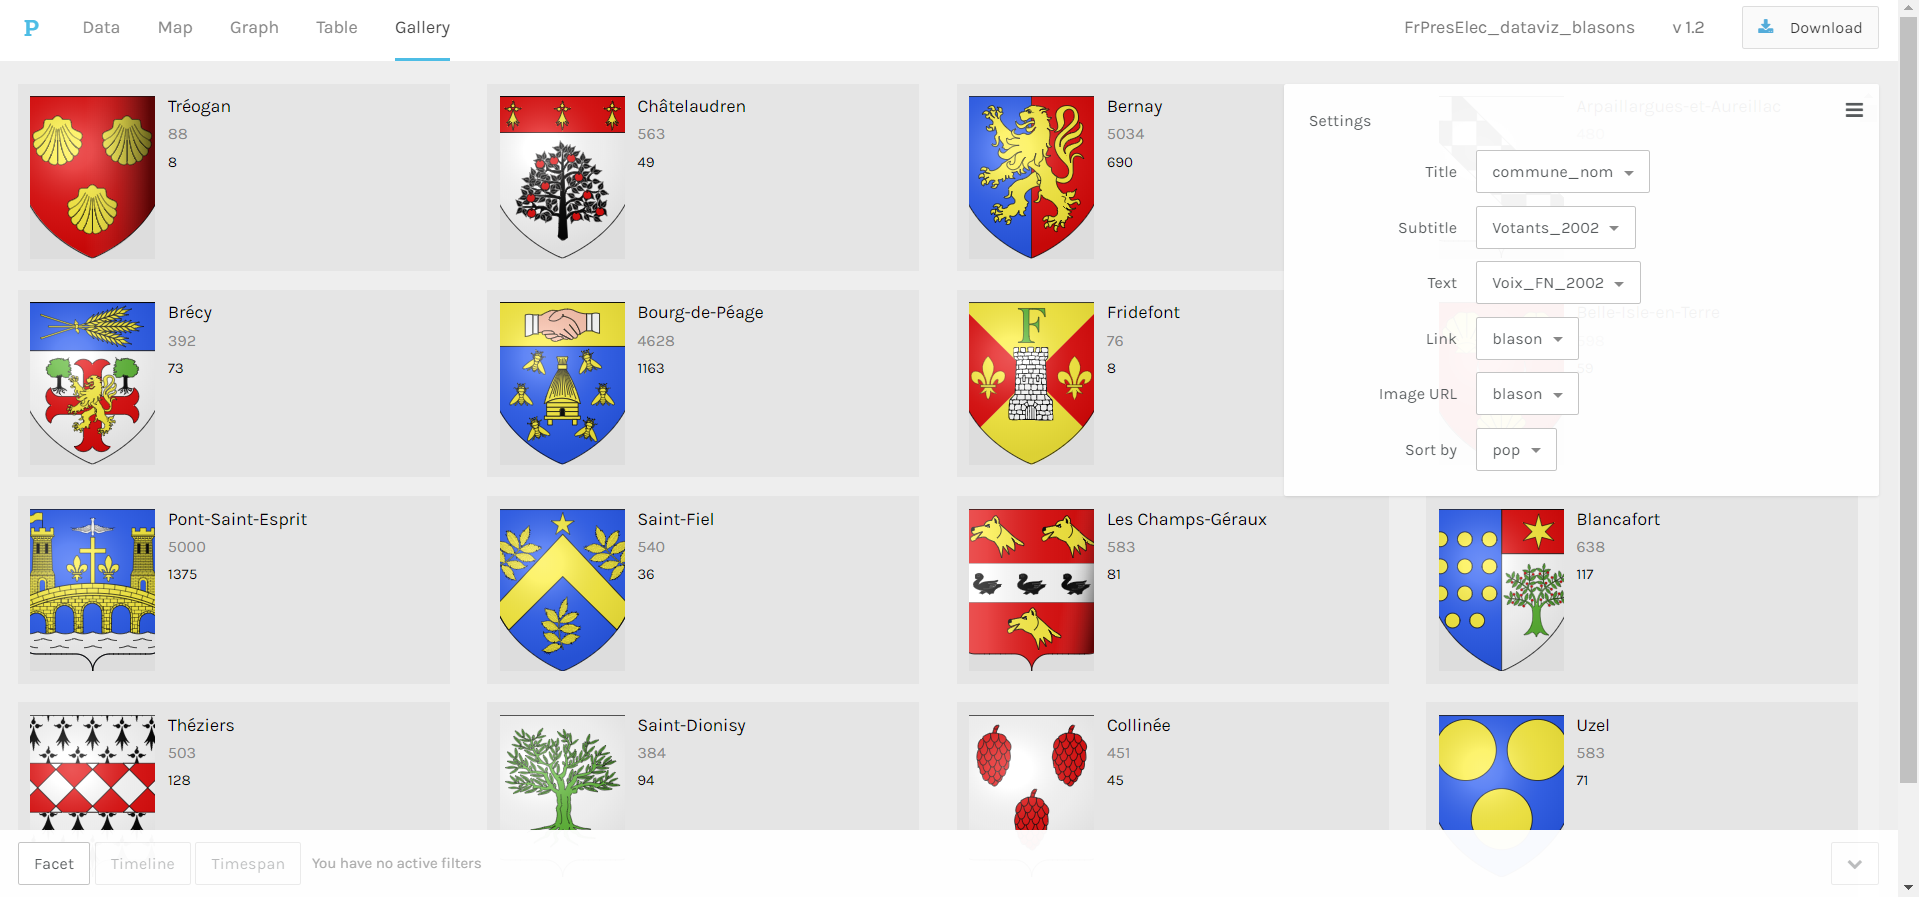 P Data Map Graph Table Gallery FrPresElec_dataviz_blasons v 1.2 Download
Tréogan
88
8
Châtelaudren
563
49
Bernay
5034
690
Arpaillargues-et-Aureillac
Settings
Title commune_nom
Subtitle Votants_2002
Text Voix_FN_2002
Link blason
Image URL blason
Sort by pop
Brécy
392
73
Bourg-de-Péage
4628
1163
Fridefont
76
8
F
Belle-Isle-en-Terre
Pont-Saint-Esprit
5000
1375
Saint-Fiel
540
36
Les Champs-Géraux
583
81
Blancafort
638
117
Théziers
503
128
Saint-Dionisy
384
94
Collinée
451
45
Uzel
583
71
Facet Timeline Timespan You have no active filters